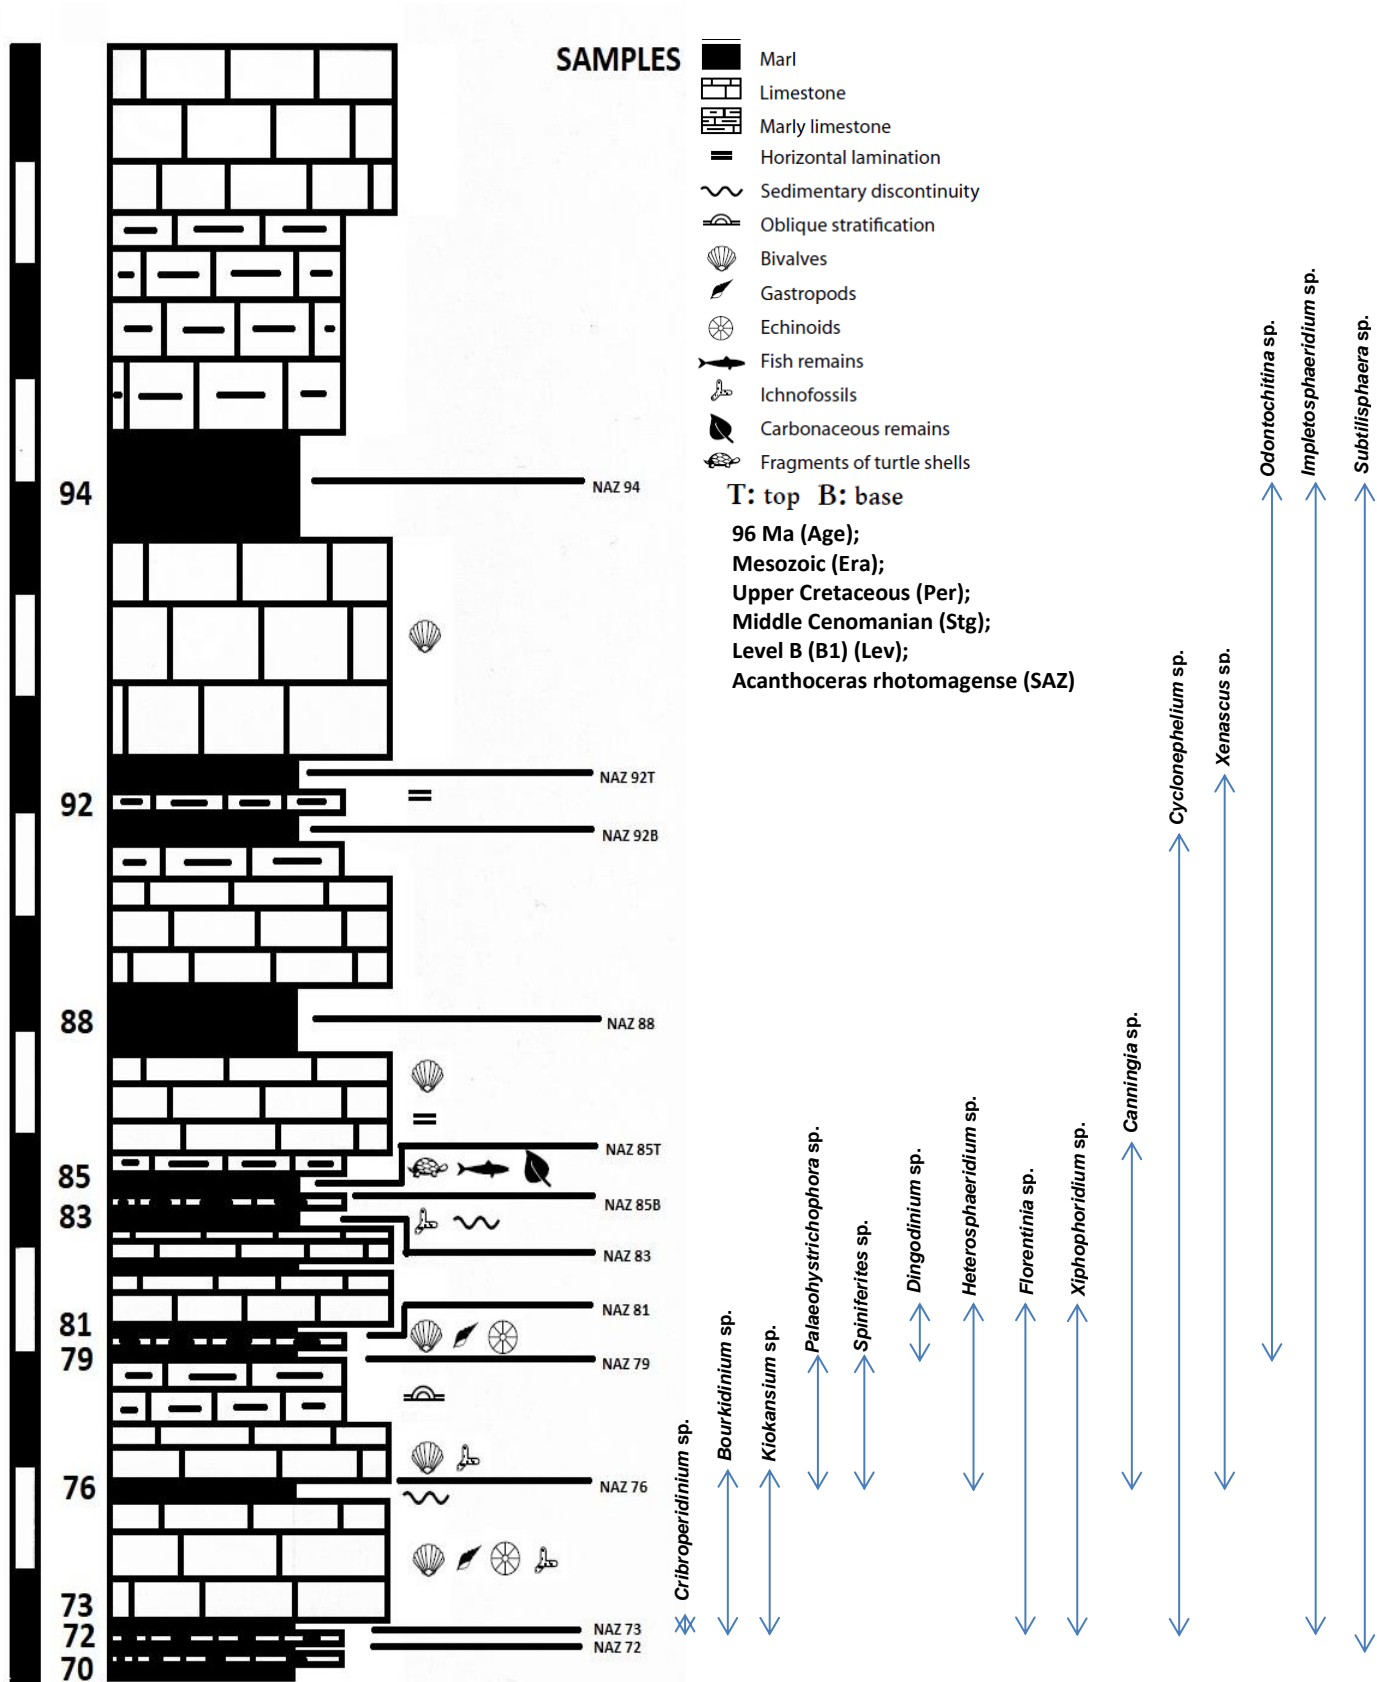 SAMPLES
Marl
Limestone
Marly limestone
Horizontal lamination
Sedimentary discontinuity
Oblique stratification
Bivalves
Gastropods
Echinoids
Fish remains
Ichnofossils
Carbonaceous remains
Fragments of turtle shells
T: top B: base
96 Ma (Age);
Mesozoic (Era);
Upper Cretaceous (Per);
Middle Cenomanian (Stg);
Level B (B1) (Lev);
Acanthoceras rhotomagense (SAZ)
94
92
88
85
83
81
79
76
73
72
70
NAZ 94
NAZ 92T
NAZ 92B
NAZ 88
NAZ 85T
NAZ 85B
NAZ 83
NAZ 81
NAZ 79
NAZ 76
NAZ 73
NAZ 72
Cribroperidinium sp.
Bourkidinium sp.
Kiokansium sp.
Palaeohystrichophora sp.
Spiniferites sp.
Dingodinium sp.
Heterosphaeridium sp.
Florentinia sp.
Xiphophoridium sp.
Canningia sp.
Cyclonephelium sp.
Xenascus sp.
Odontochitina sp.
Impletosphaeridium sp.
Subtilisphaera sp.